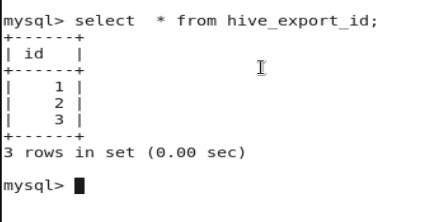 mysql> select  * from hive_export_id;
+------+
| id   |
+------+
|    1 |
|    2 |
|    3 |
+------+
3 rows in set (0.00 sec)
mysql>